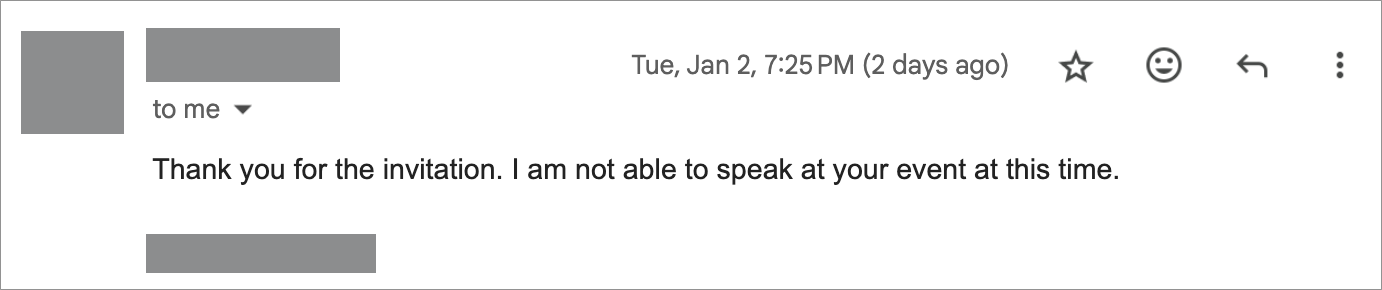 Tue, Jan 2, 7:25 PM (2 days ago)
to me
Thank you for the invitation. I am not able to speak at your event at this time.